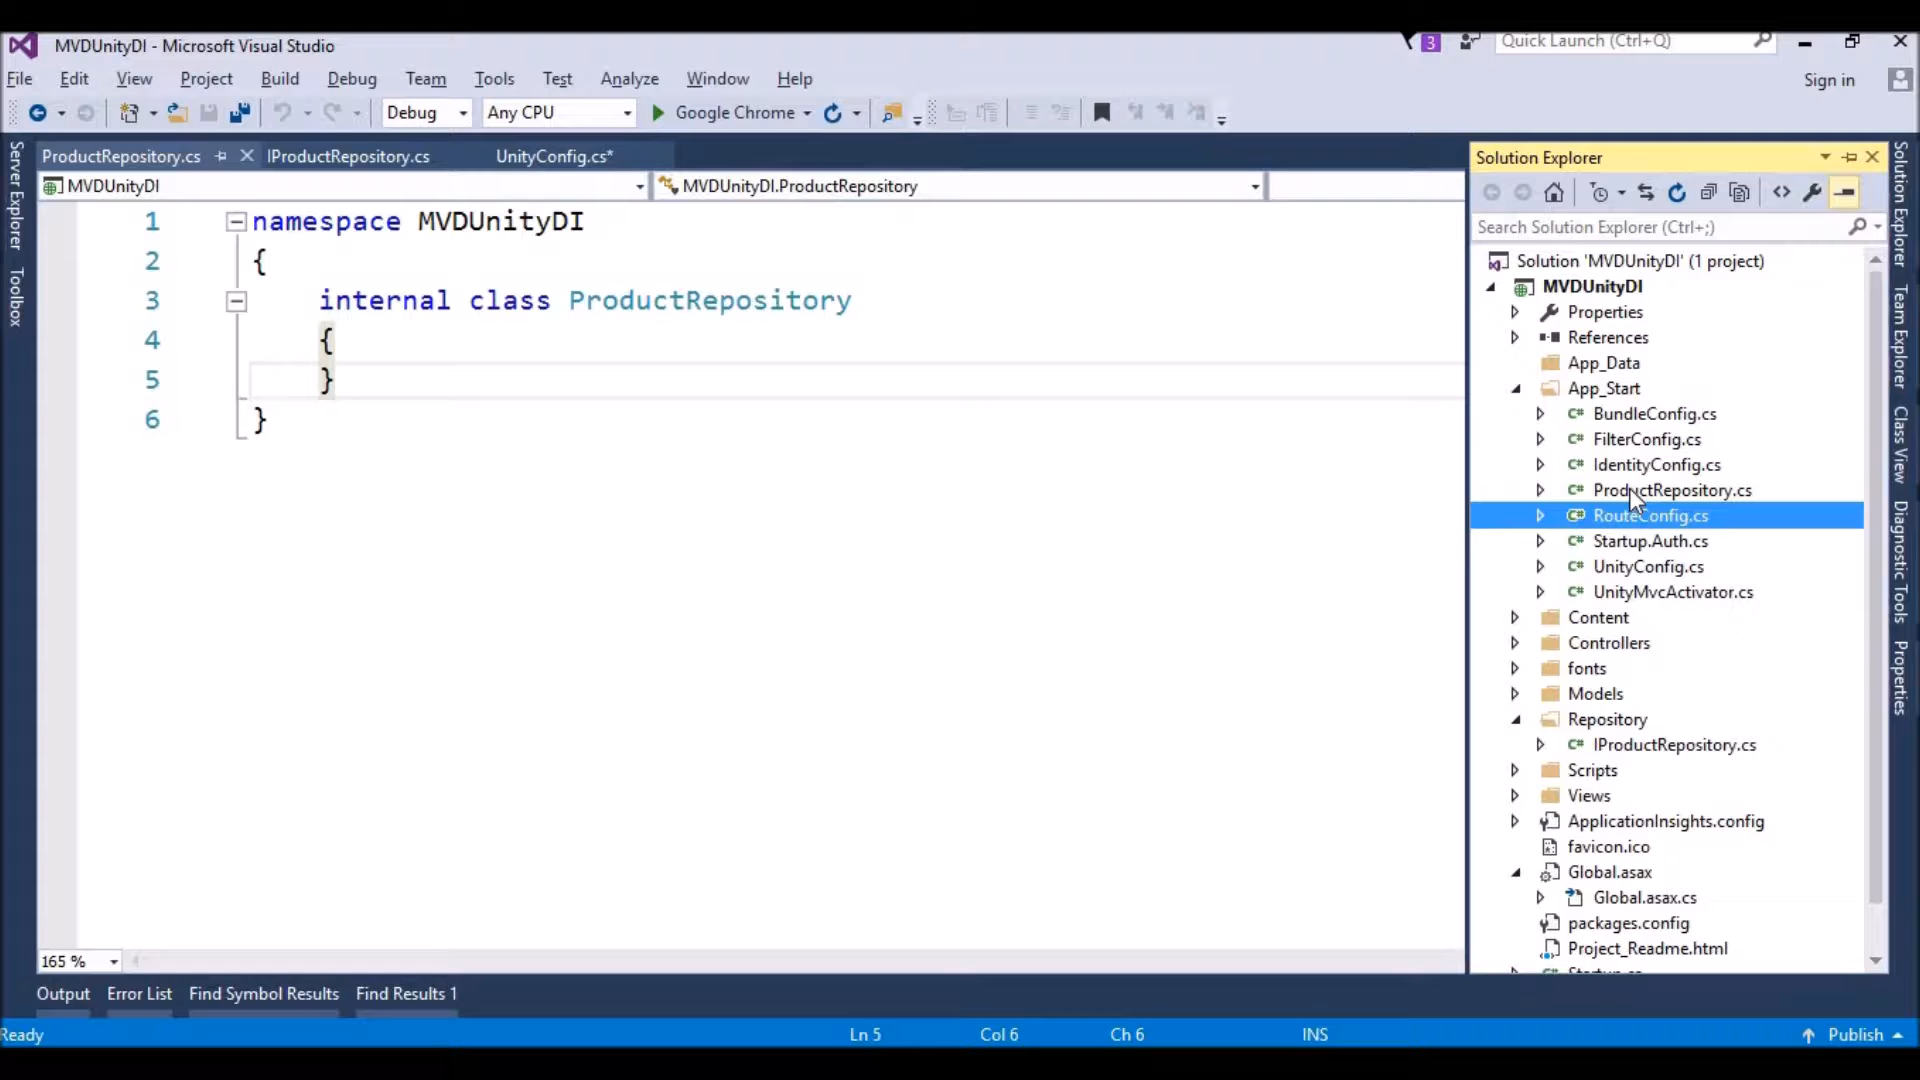 MVDUnityDI - Microsoft Visual Studio
3
Quick Launch (Ctrl+Q)
File Edit View Project Build Debug Team Tools Test Analyze Window Help
Sign in
Debug Any CPU Google Chrome
ProductRepository.cs IProductRepository.cs UnityConfig.cs*
MVDUnityDI MVDUnityDI.ProductRepository
Server Explorer
Toolbox
1 namespace MVDUnityDI
2 {
3 internal class ProductRepository
4 {
5 }
6 }
165 %
Solution Explorer
Search Solution Explorer (Ctrl+;)
Solution 'MVDUnityDI' (1 project)
MVDUnityDI
Properties
References
App_Data
App_Start
BundleConfig.cs
FilterConfig.cs
IdentityConfig.cs
ProductRepository.cs
RouteConfig.cs
Startup.Auth.cs
UnityConfig.cs
UnityMvcActivator.cs
Content
Controllers
fonts
Models
Repository
IProductRepository.cs
Scripts
Views
ApplicationInsights.config
favicon.ico
Global.asax
Global.asax.cs
packages.config
Project_Readme.html
Startup.cs
Solution Explorer
Team Explorer
Class View
Diagnostic Tools
Properties
Output Error List Find Symbol Results Find Results 1
Ready Ln 5 Col 6 Ch 6 INS Publish